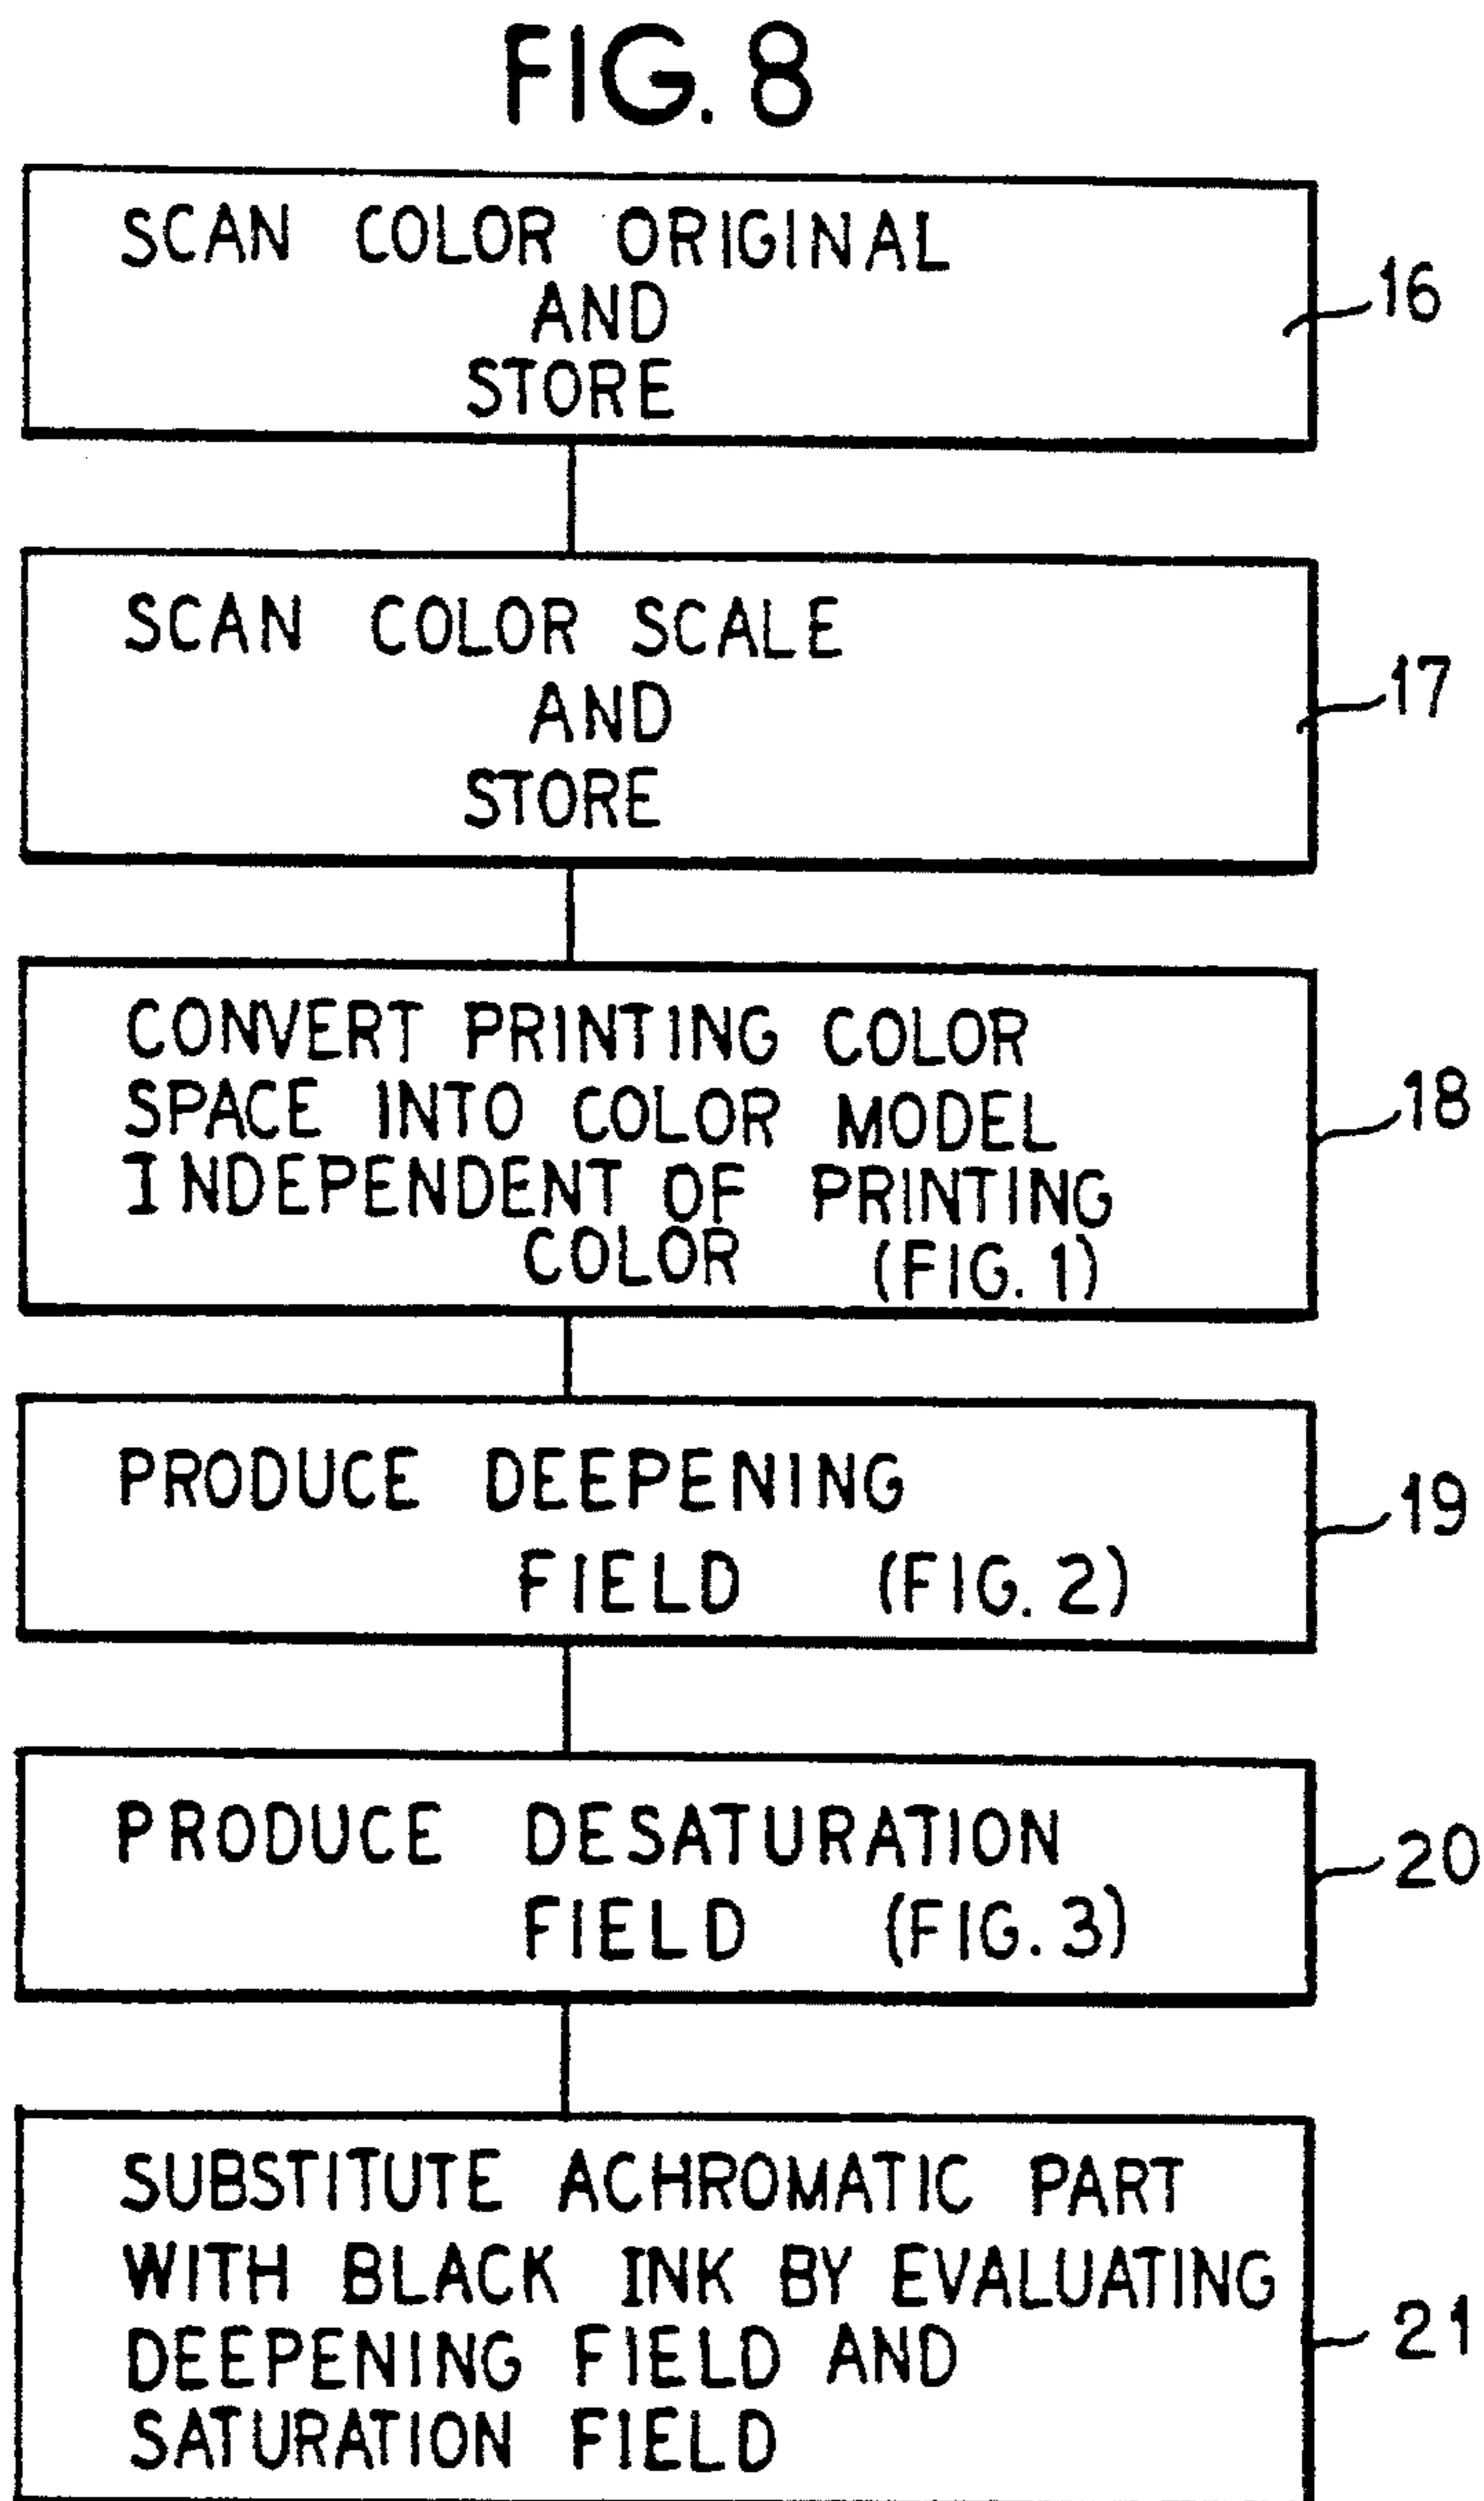 FIG. 8
SCAN COLOR ORIGINAL
AND
STORE
16
SCAN COLOR SCALE
AND
STORE
17
CONVERT PRINTING COLOR
SPACE INTO COLOR MODEL
INDEPENDENT OF PRINTING
COLOR (FIG. 1)
18
PRODUCE DEEPENING
FIELD (FIG. 2)
19
PRODUCE DESATURATION
FIELD (FIG. 3)
20
SUBSTITUTE ACHROMATIC PART
WITH BLACK INK BY EVALUATING
DEEPENING FIELD AND
SATURATION FIELD
21